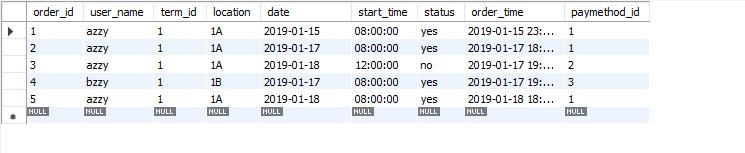 order_id user_name term_id location date start_time status order_time paymethod_id
1 azzy 1 1A 2019-01-15 08:00:00 yes 2019-01-15 23:... 1
2 azzy 1 1A 2019-01-17 08:00:00 yes 2019-01-17 18:... 1
3 azzy 1 1A 2019-01-18 12:00:00 no 2019-01-17 19:... 2
4 bzzy 1 1B 2019-01-17 08:00:00 yes 2019-01-17 19:... 3
5 azzy 1 1A 2019-01-18 08:00:00 yes 2019-01-18 18:... 1
NULL NULL NULL NULL NULL NULL NULL NULL NULL